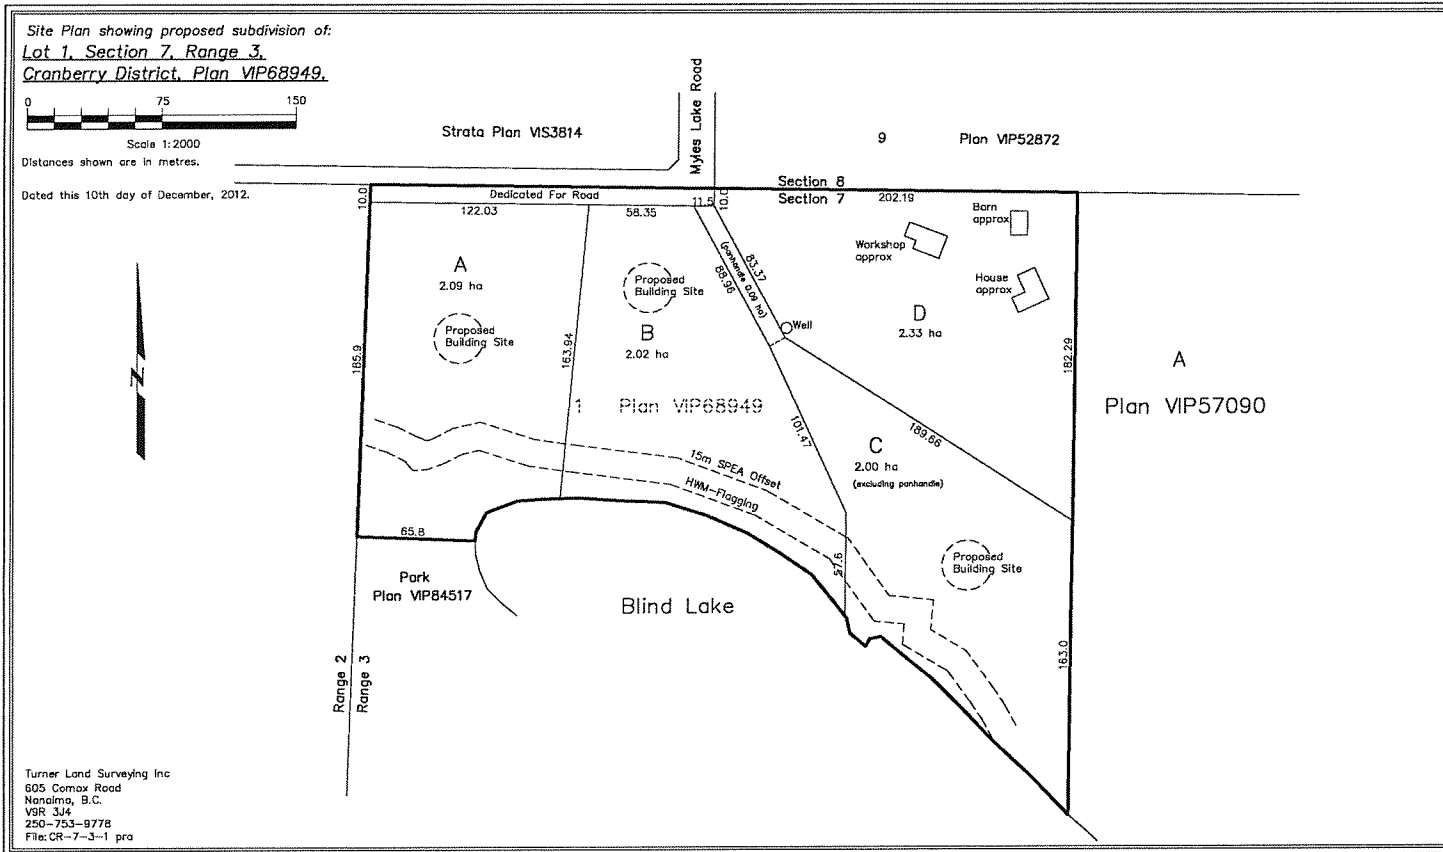 Site Plan showing proposed subdivision of:
Lot 1, Section 7, Range 3,
Cranberry District, Plan VIP68949.
0 75 150
Scale 1:2000
Distances shown are in metres.
Dated this 10th day of December, 2012.
Strata Plan VIS3814
Myles Lake Road
9 Plan VIP52872
Section 8
Section 7
Dedicated For Road
10.0
122.03
58.35
11.5
10.0
202.19
Barn
approx
Workshop
approx
House
approx
A
2.09 ha
Proposed
Building Site
Proposed
Building Site
B
2.02 ha
83.37
(panhandle 0.09 ha)
88.96
Well
D
2.33 ha
185.9
163.94
182.29
A
Plan VIP57090
N
1 Plan VIP68949
101.47
189.66
C
2.00 ha
(excluding panhandle)
15m SPEA Offset
HWM-Flagging
65.8
57.6
Proposed
Building Site
Park
Plan VIP84517
Blind Lake
163.0
Range 2
Range 3
Turner Land Surveying Inc
605 Comox Road
Nanaimo, B.C.
V9R 3J4
250-753-9778
File: CR-7-3-1 pra